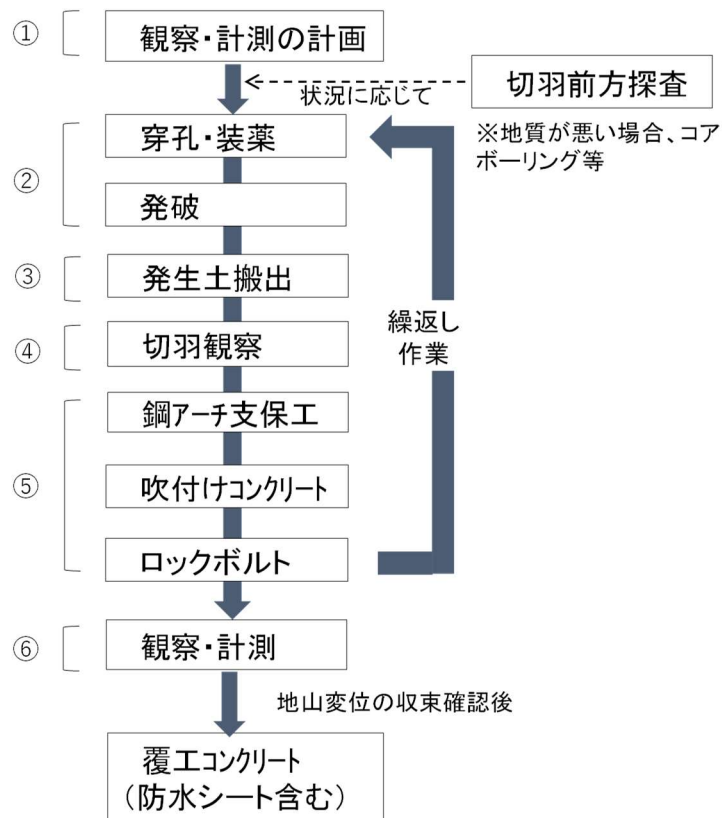 ①
観察・計測の計画
状況に応じて
切羽前方探査
※地質が悪い場合、コア
ボーリング等
②
穿孔・装薬
発破
③
発生土搬出
④
切羽観察
繰返し
作業
⑤
鋼アーチ支保工
吹付けコンクリート
ロックボルト
⑥
観察・計測
地山変位の収束確認後
覆工コンクリート
（防水シート含む）